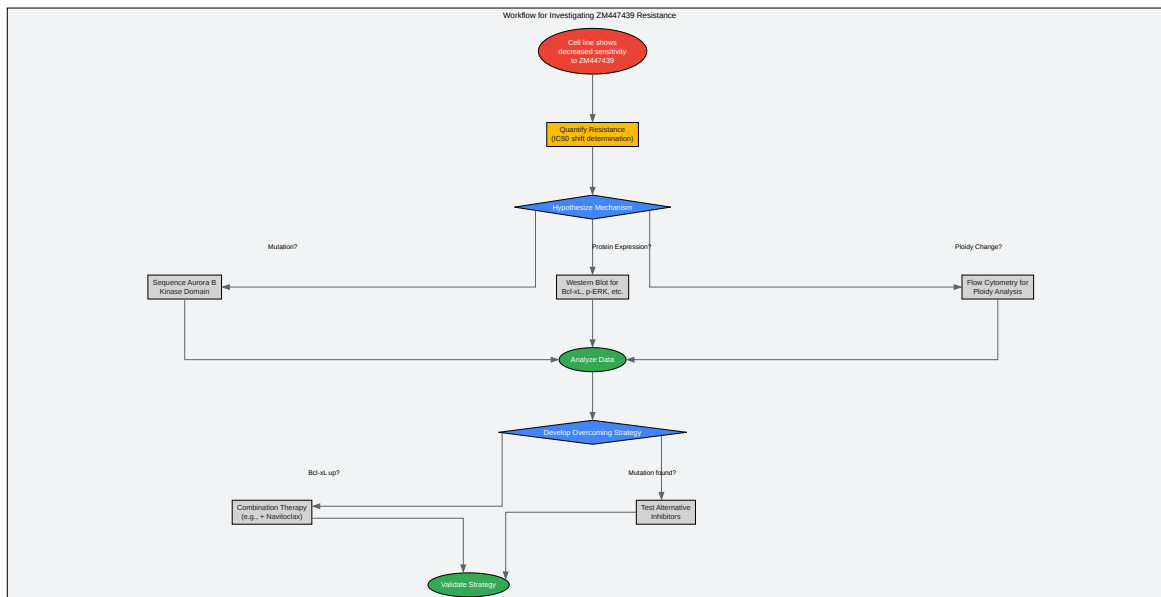 Workflow for Investigating ZM447439 Resistance
Cell line shows
decreased sensitivity
to ZM447439
Quantify Resistance
(IC50 shift determination)
Hypothesize Mechanism
Mutation?
Protein Expression?
Ploidy Change?
Sequence Aurora B
Kinase Domain
Western Blot for
Bcl-xL, p-ERK, etc.
Flow Cytometry for
Ploidy Analysis
Analyze Data
Develop Overcoming Strategy
Bcl-xL up?
Mutation found?
Combination Therapy
(e.g., + Navitoclax)
Test Alternative
Inhibitors
Validate Strategy